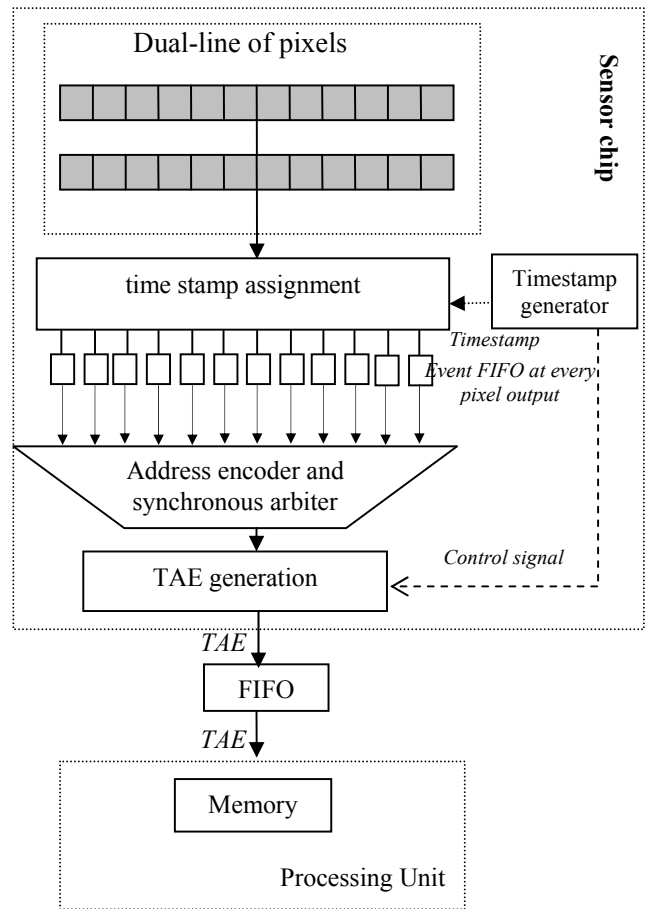 Dual-line of pixels
Sensor chip
time stamp assignment
Timestamp
generator
Timestamp
Event FIFO at every
pixel output
Address encoder and
synchronous arbiter
Control signal
TAE generation
TAE
FIFO
TAE
Memory
Processing Unit